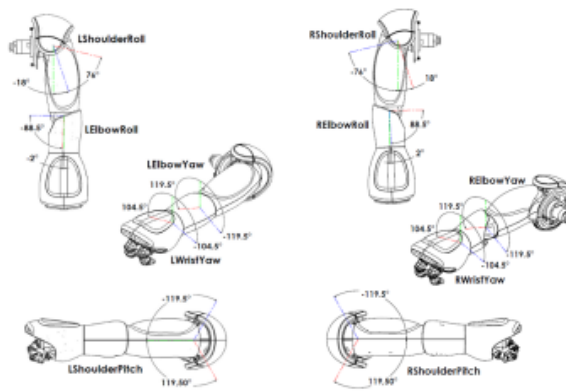 LShoulderRoll
-18°
76°
-88.5°
LElbowRoll
-2°
LElbowYaw
119.5°
104.5°
-104.5°
-119.5°
LWristYaw
-119.5°
LShoulderPitch
119.50°
RShoulderRoll
-76°
18°
RElbowRoll
88.5°
2°
RElbowYaw
119.5°
104.5°
-104.5°
-119.5°
RWristYaw
-119.5°
RShoulderPitch
119.50°